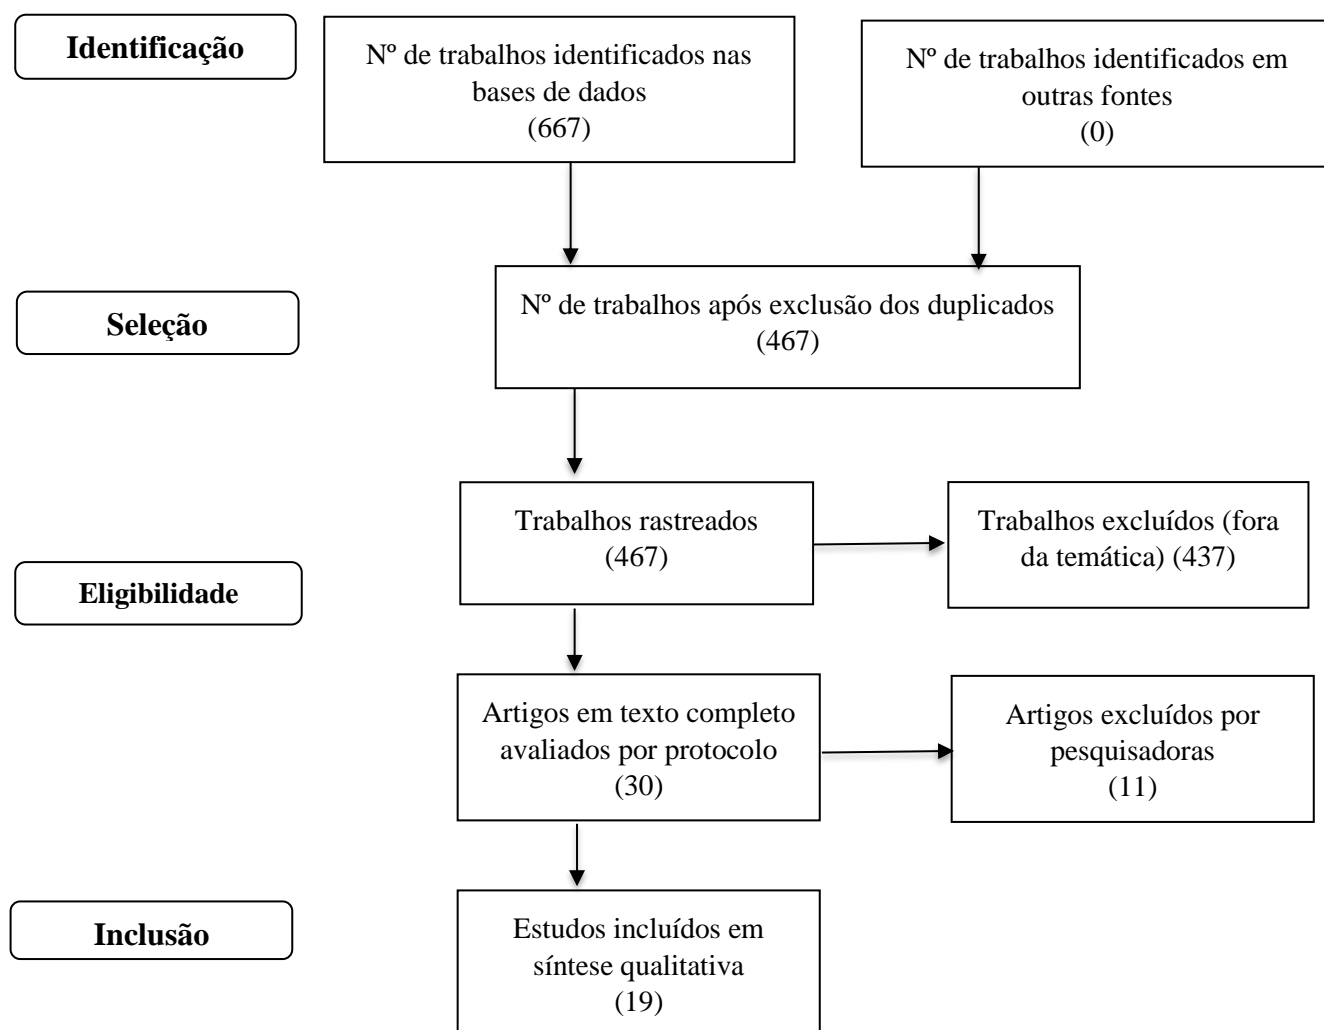 Identificação
Nº de trabalhos identificados nas
bases de dados
(667)
Nº de trabalhos identificados em
outras fontes
(0)
Seleção
Nº de trabalhos após exclusão dos duplicados
(467)
Trabalhos rastreados
(467)
Trabalhos excluídos (fora
da temática) (437)
Eligibilidade
Artigos em texto completo
avaliados por protocolo
(30)
Artigos excluídos por
pesquisadoras
(11)
Inclusão
Estudos incluídos em
síntese qualitativa
(19)